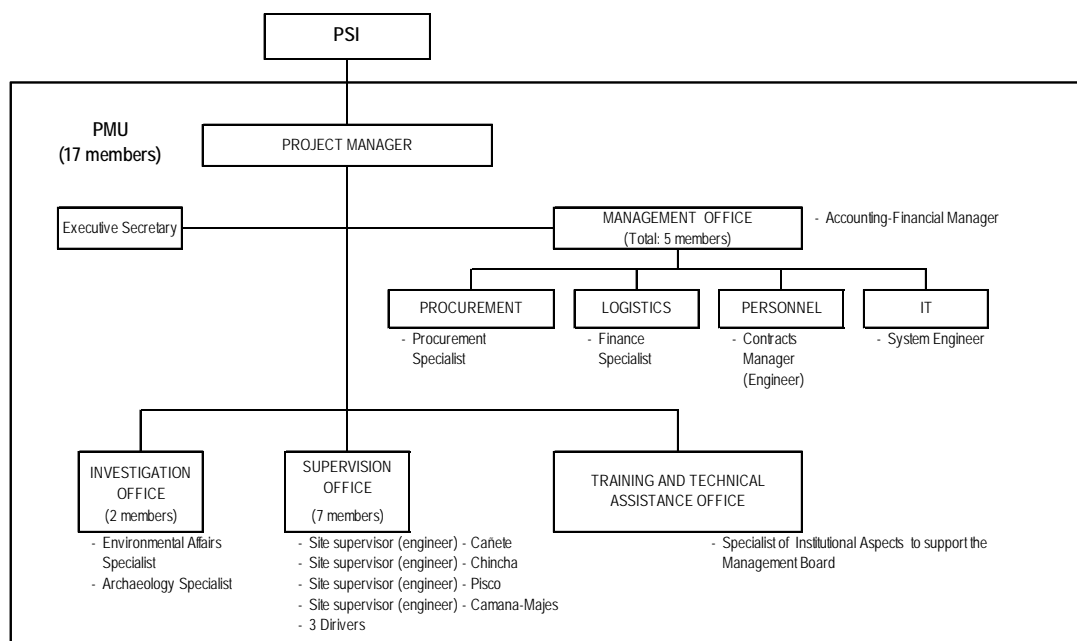 PSI
PMU
(17 members)
PROJECT MANAGER
Executive Secretary
MANAGEMENT OFFICE
(Total: 5 members)
- Accounting-Financial Manager
PROCUREMENT
- Procurement
Specialist
LOGISTICS
- Finance
Specialist
PERSONNEL
- Contracts
Manager
(Engineer)
IT
- System Engineer
INVESTIGATION
OFFICE
(2 members)
- Environmental Affairs
Specialist
- Archaeology Specialist
SUPERVISION
OFFICE
(7 members)
- Site supervisor (engineer) - Cañete
- Site supervisor (engineer) - Chincha
- Site supervisor (engineer) - Pisco
- Site supervisor (engineer) - Camana-Majes
- 3 Dirivers
TRAINING AND TECHNICAL
ASSISTANCE OFFICE
- Specialist of Institutional Aspects to support the
Management Board